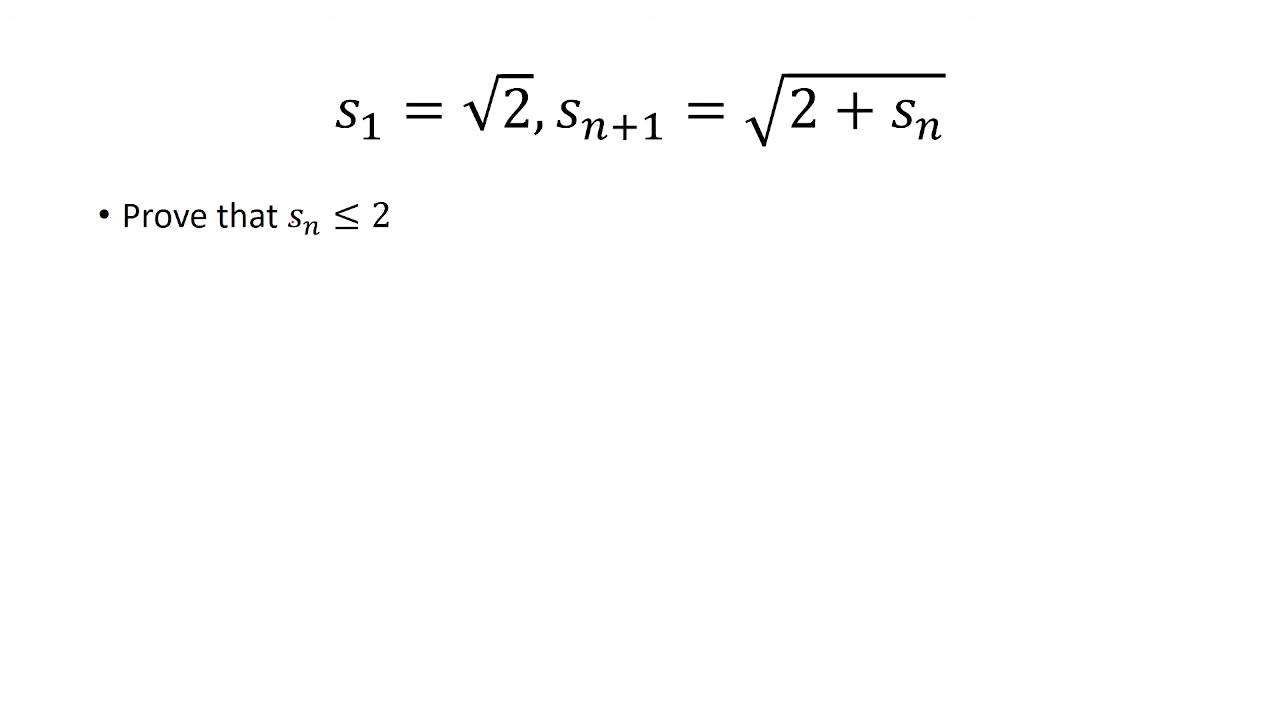 s₁ = √2, sₙ₊₁ = √(2 + sₙ)
• Prove that sₙ ≤ 2